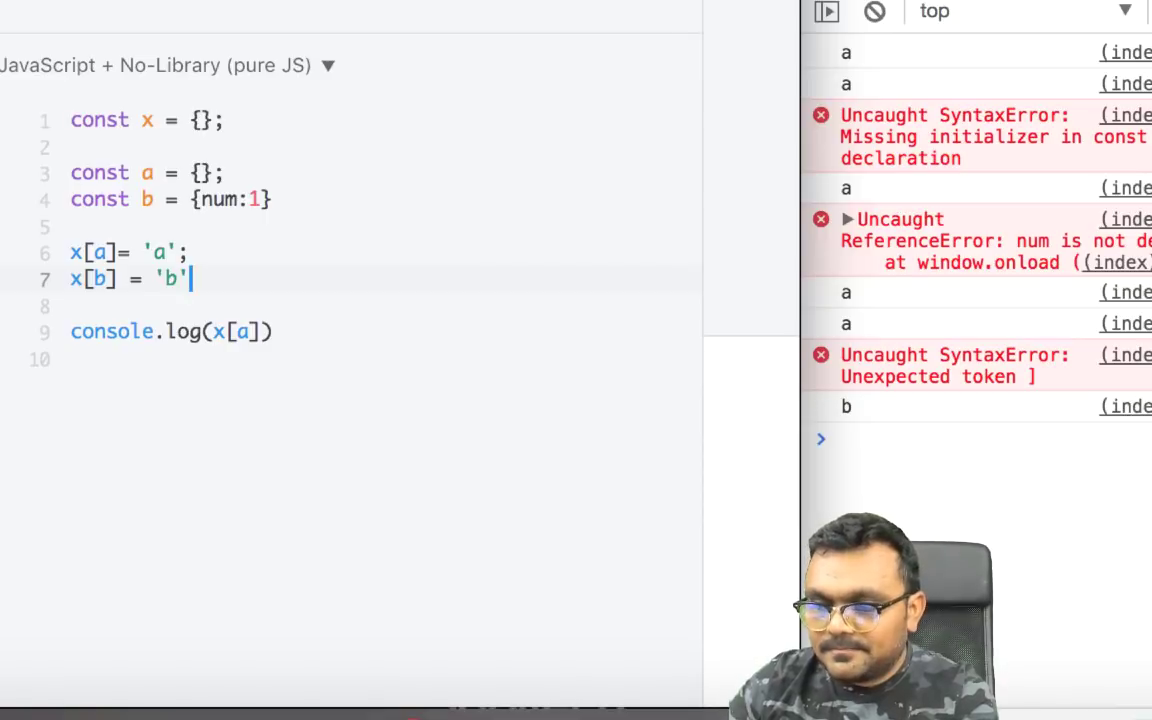 JavaScript + No-Library (pure JS) ▼
1 const x = {};
2
3 const a = {};
4 const b = {num:1}
5
6 x[a]= 'a';
7 x[b] = 'b'
8
9 console.log(x[a])
10
top ▼
a (inde
a (inde
Uncaught SyntaxError: (inde
Missing initializer in const
declaration
a (inde
▶Uncaught (inde
ReferenceError: num is not de
at window.onload ((index)
a (inde
a (inde
Uncaught SyntaxError: (inde
Unexpected token ]
b (inde
>